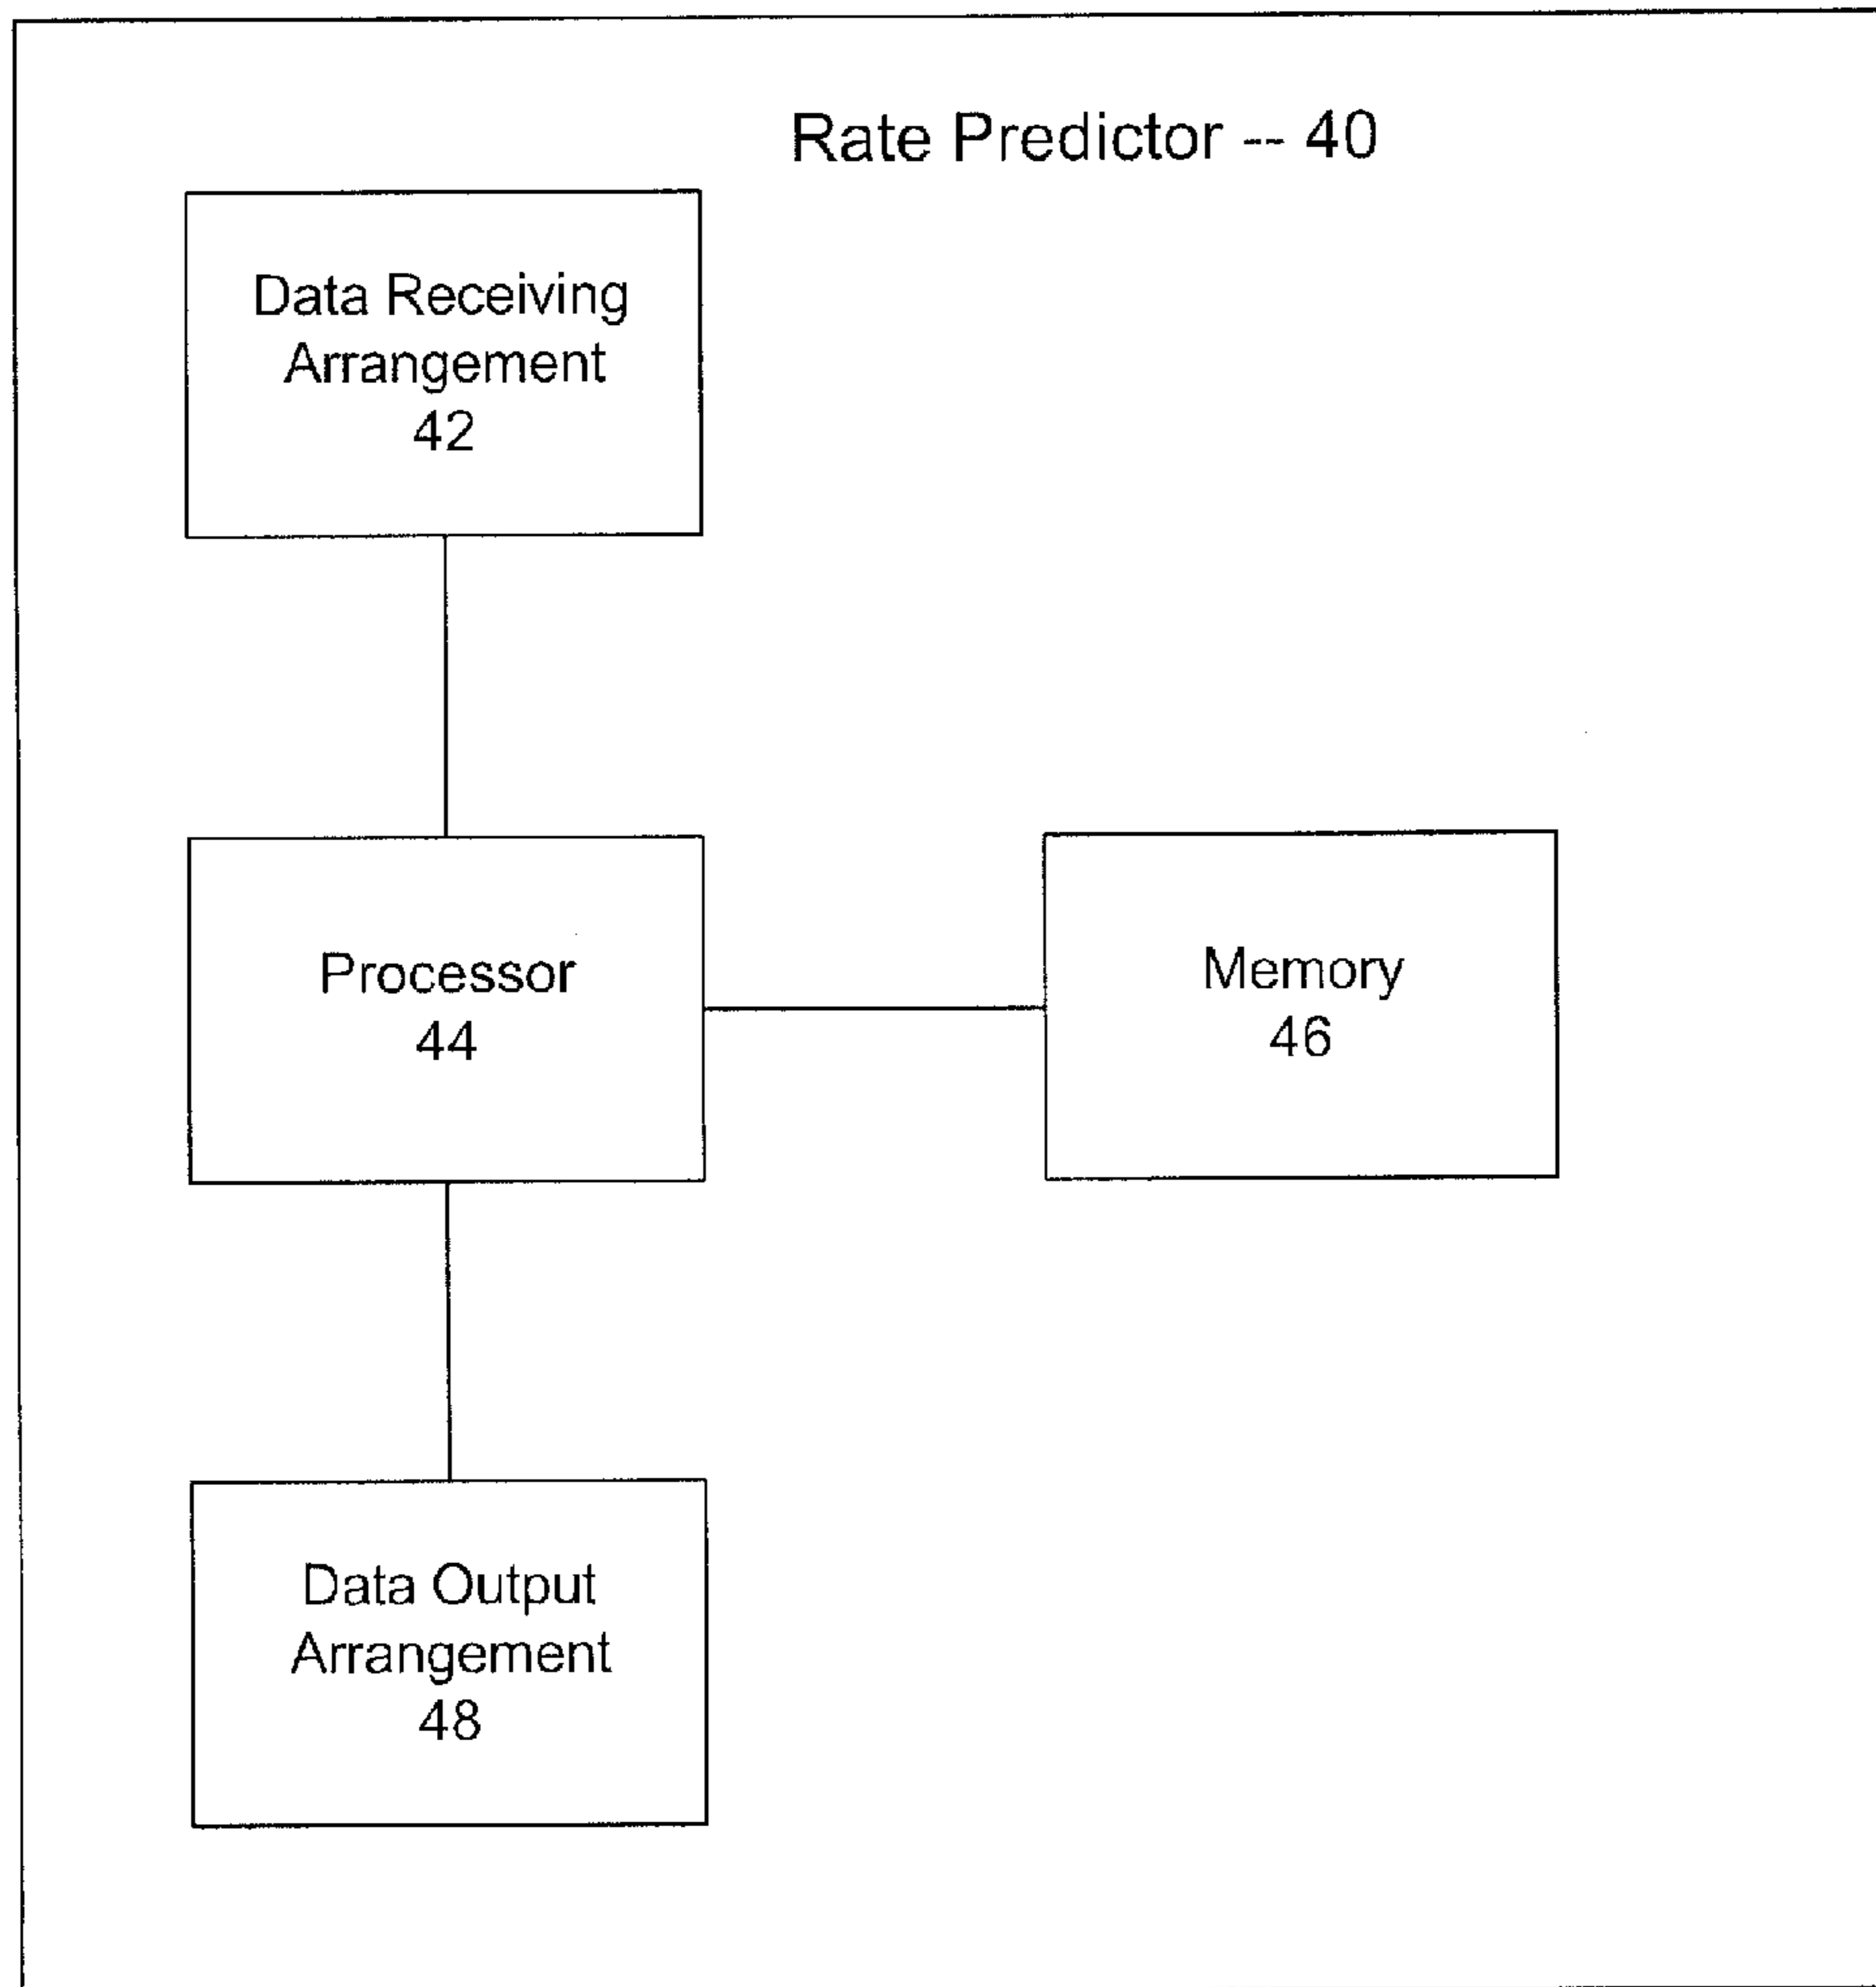 Rate Predictor -- 40
Data Receiving
Arrangement
42
Processor
44
Memory
46
Data Output
Arrangement
48